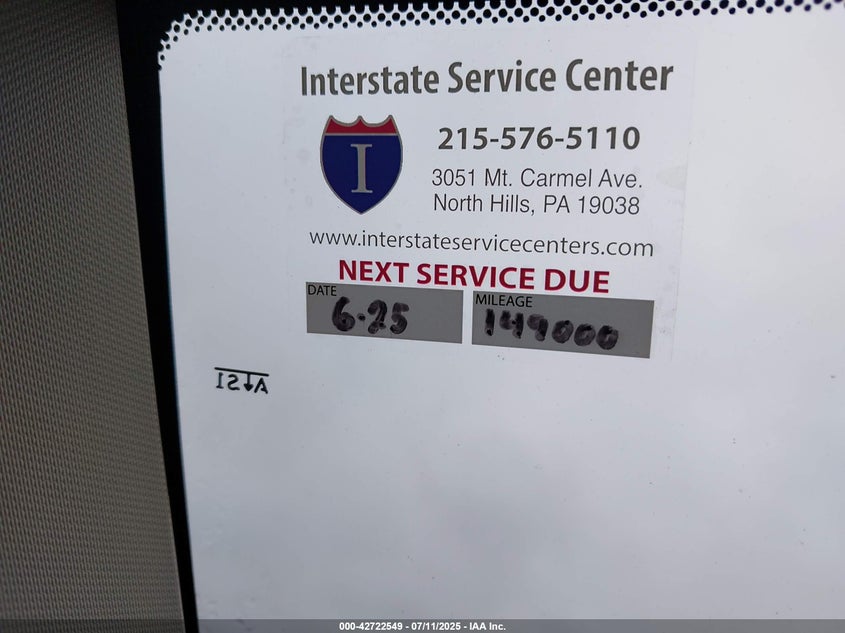 Interstate Service Center
I
215-576-5110
3051 Mt. Carmel Ave.
North Hills, PA 19038
www.interstateservicecenters.com
NEXT SERVICE DUE
DATE 6-25
MILEAGE 149000
AS1
000-42722549 - 07/11/2025 - IAA Inc.